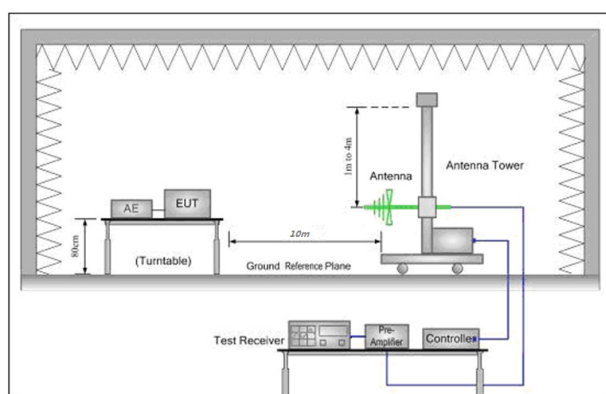 1m to 4m
Antenna
Antenna Tower
AE
EUT
10m
80cm
(Turntable)
Ground Reference Plane
Test Receiver
Pre-
Amplifier
Controller